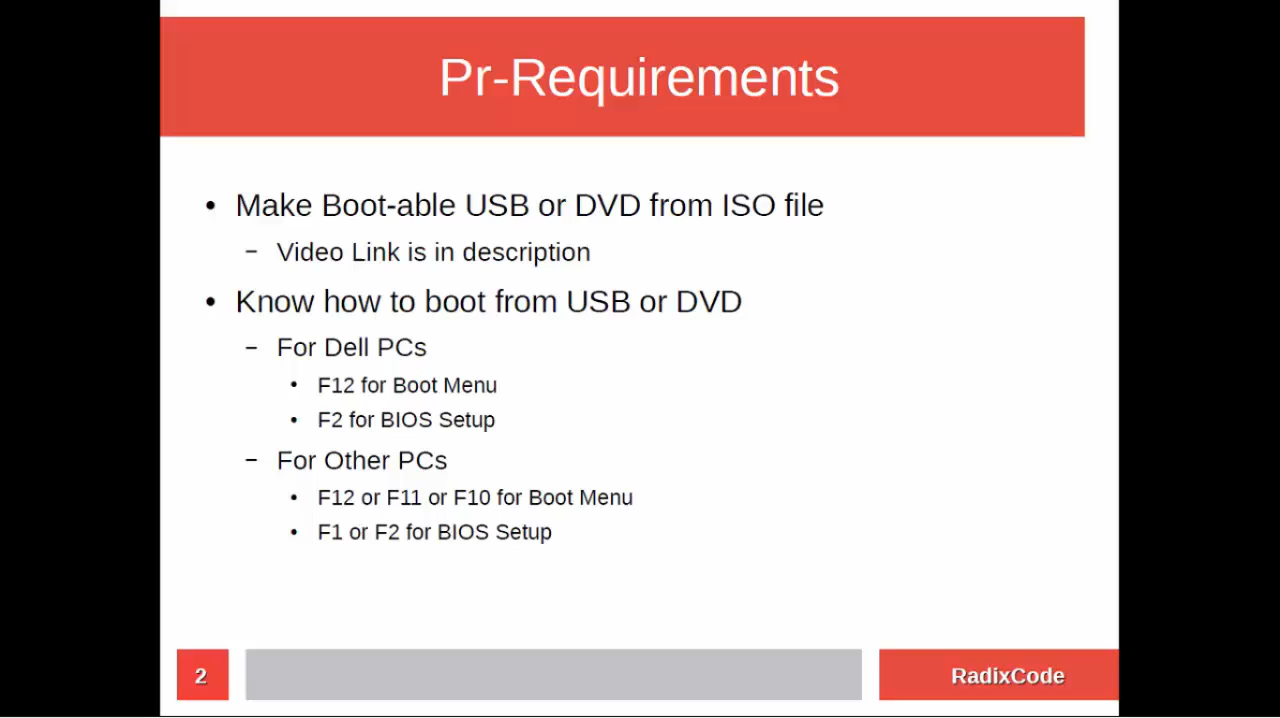 Pr-Requirements
• Make Boot-able USB or DVD from ISO file
– Video Link is in description
• Know how to boot from USB or DVD
– For Dell PCs
• F12 for Boot Menu
• F2 for BIOS Setup
– For Other PCs
• F12 or F11 or F10 for Boot Menu
• F1 or F2 for BIOS Setup
2
RadixCode